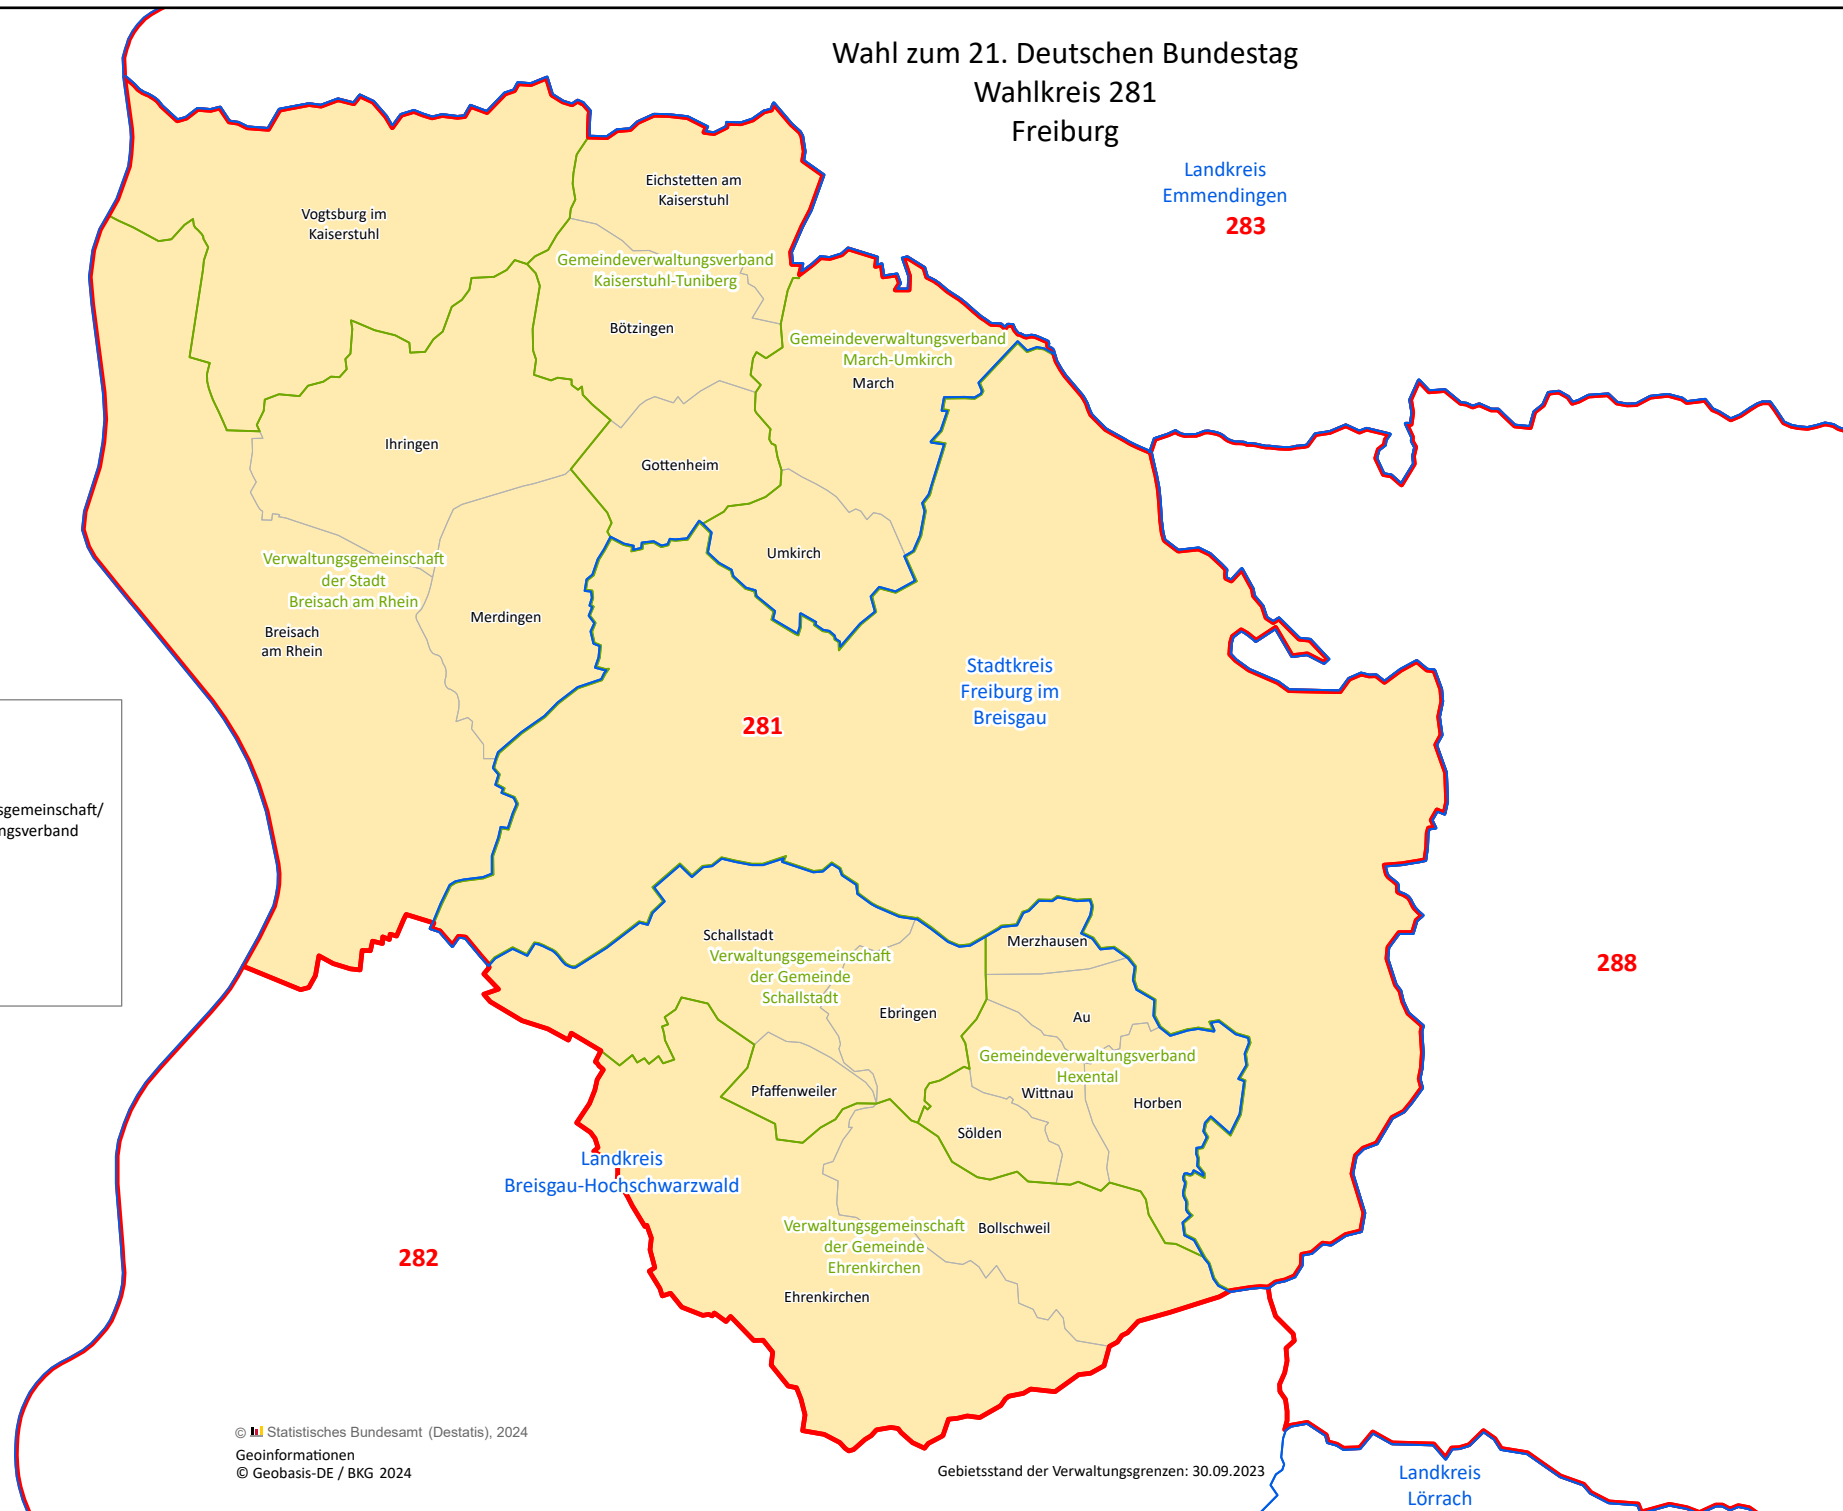 Wahl zum 21. Deutschen Bundestag
Wahlkreis 281
Freiburg
Landkreis
Emmendingen
283
Eichstetten am
Kaiserstuhl
Vogtsburg im
Kaiserstuhl
Gemeindeverwaltungsverband
Kaiserstuhl-Tuniberg
Bötzingen
Gemeindeverwaltungsverband
March-Umkirch
March
Ihringen
Gottenheim
Umkirch
Verwaltungsgemeinschaft
der Stadt
Breisach am Rhein
Merdingen
Breisach
am Rhein
Stadtkreis
Freiburg im
Breisgau
281
sgemeinschaft/
ngsverband
Schallstadt
Verwaltungsgemeinschaft
der Gemeinde
Schallstadt
Merzhausen
288
Ebringen
Au
Gemeindeverwaltungsverband
Hexental
Pfaffenweiler
Wittnau
Horben
Sölden
Landkreis
Breisgau-Hochschwarzwald
Verwaltungsgemeinschaft
der Gemeinde
Ehrenkirchen
Bollschweil
282
Ehrenkirchen
© Statistisches Bundesamt (Destatis), 2024
Geoinformationen
© Geobasis-DE / BKG 2024
Gebietsstand der Verwaltungsgrenzen: 30.09.2023
Landkreis
Lörrach